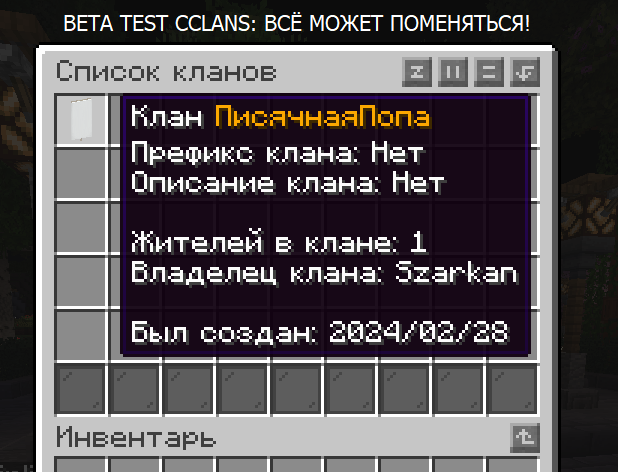 BETA TEST CCLANS: ВСЁ МОЖЕТ ПОМЕНЯТЬСЯ!
Список кланов
Клан ПисячнаяПопа
Префикс клана: Нет
Описание клана: Нет
Жителей в клане: 1
Владелец клана: Szarkan
Был создан: 2024/02/28
Инвентарь